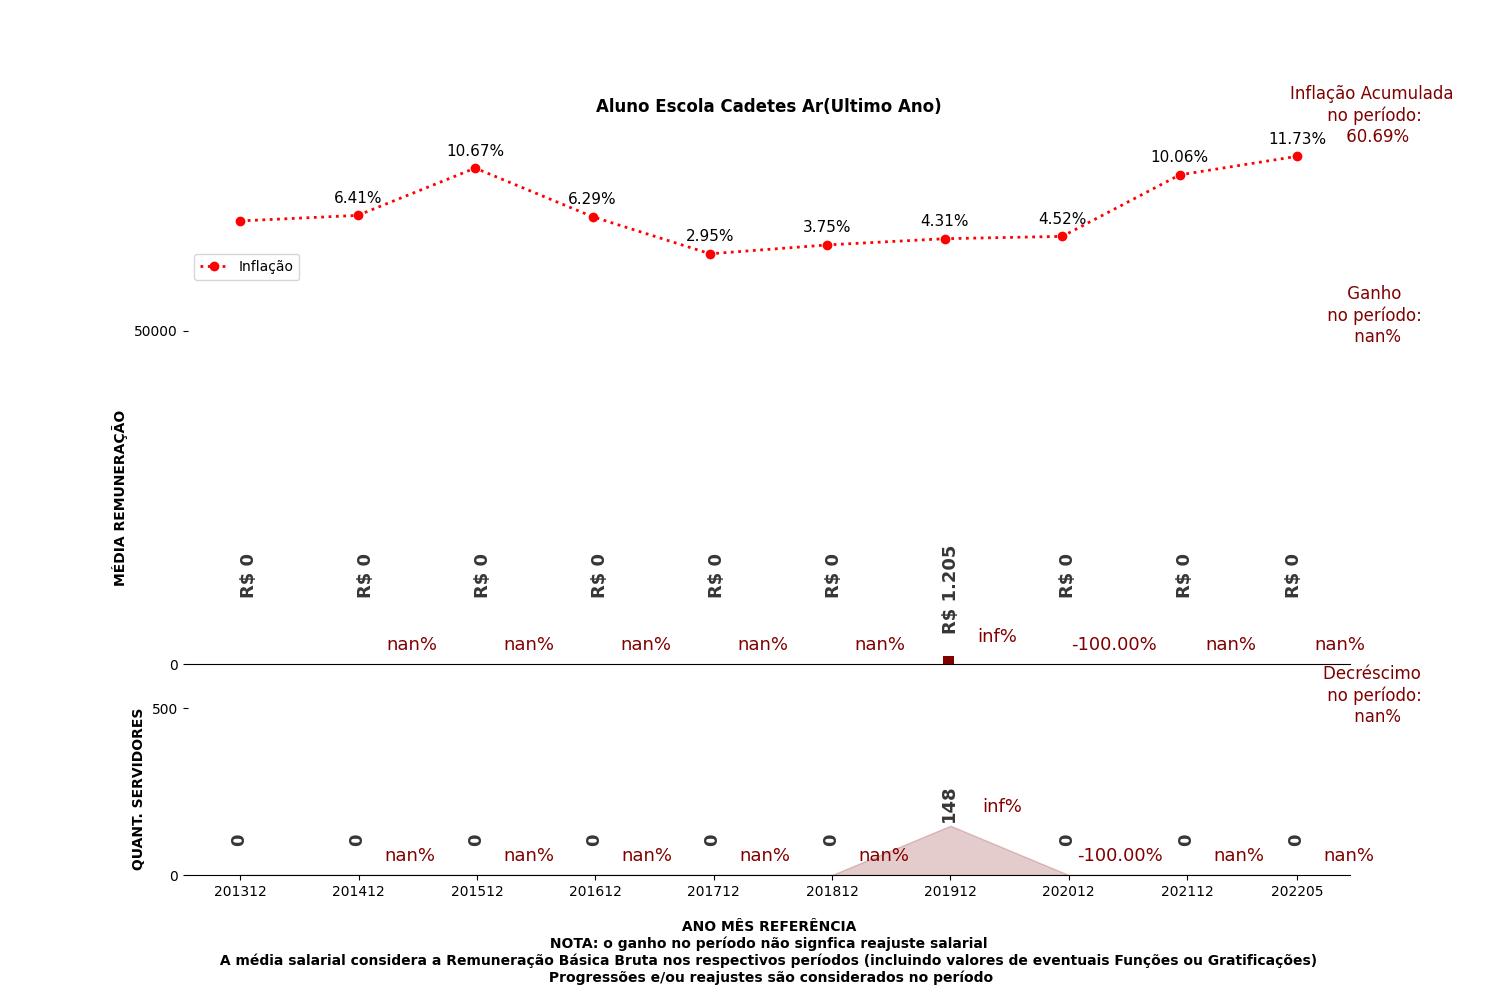 Aluno Escola Cadetes Ar(Ultimo Ano)
Inflação Acumulada
no período:
60.69%
6.41%
10.67%
6.29%
2.95%
3.75%
4.31%
4.52%
10.06%
11.73%
Inflação
Ganho
no período:
nan%
50000
0
MÉDIA REMUNERAÇÃO
R$ 0
R$ 0
R$ 0
R$ 0
R$ 0
R$ 0
R$ 1.205
R$ 0
R$ 0
R$ 0
nan%
nan%
nan%
nan%
nan%
inf%
-100.00%
nan%
nan%
Decréscimo
no período:
nan%
500
0
QUANT. SERVIDORES
0
0
0
0
0
0
148
0
0
0
nan%
nan%
nan%
nan%
nan%
inf%
-100.00%
nan%
nan%
201312
201412
201512
201612
201712
201812
201912
202012
202112
202205
ANO MÊS REFERÊNCIA
NOTA: o ganho no período não signfica reajuste salarial
A média salarial considera a Remuneração Básica Bruta nos respectivos períodos (incluindo valores de eventuais Funções ou Gratificações)
Progressões e/ou reajustes são considerados no período